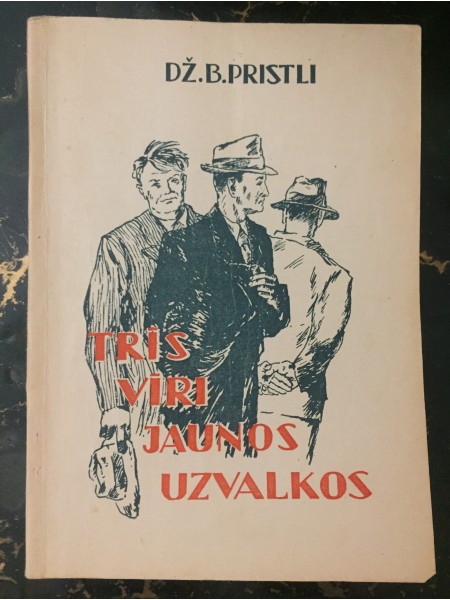 DŽ.B.PRISTLI
TRĪS
VĪRI
JAUNOS
UZVALKOS